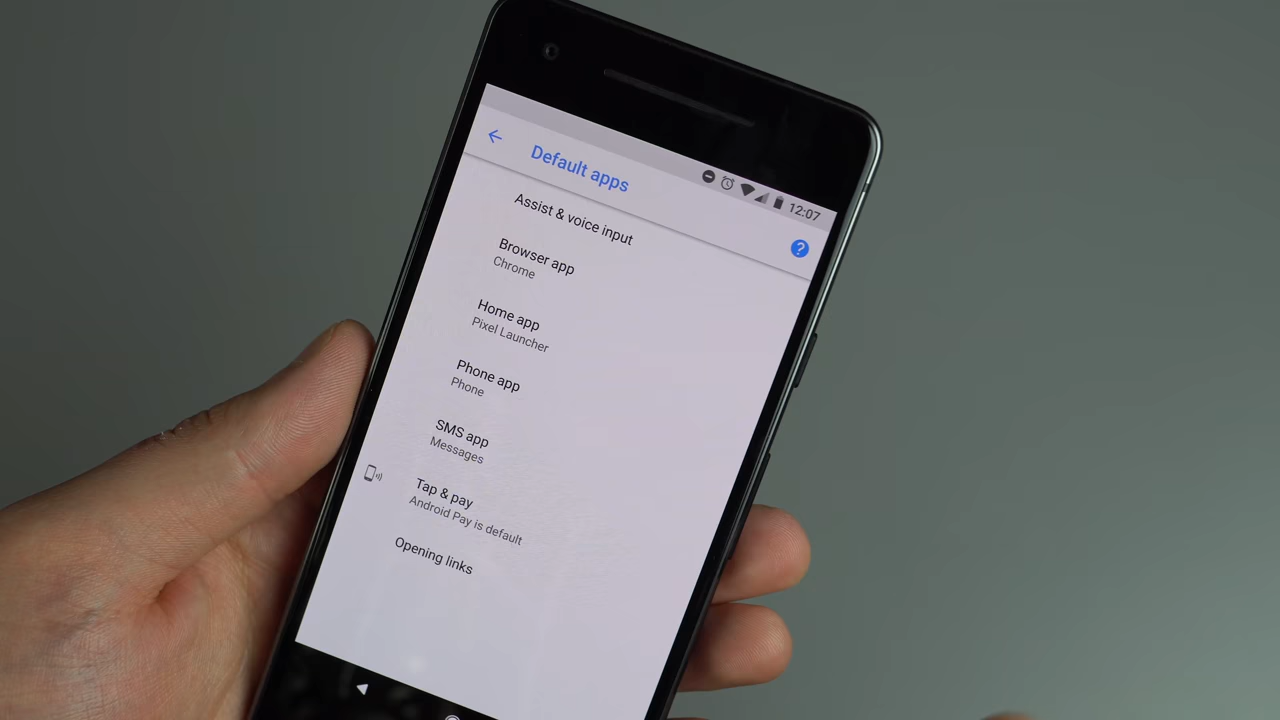 12:07
Default apps
?
Assist & voice input
Browser app
Chrome
Home app
Pixel Launcher
Phone app
Phone
SMS app
Messages
Tap & pay
Android Pay is default
Opening links